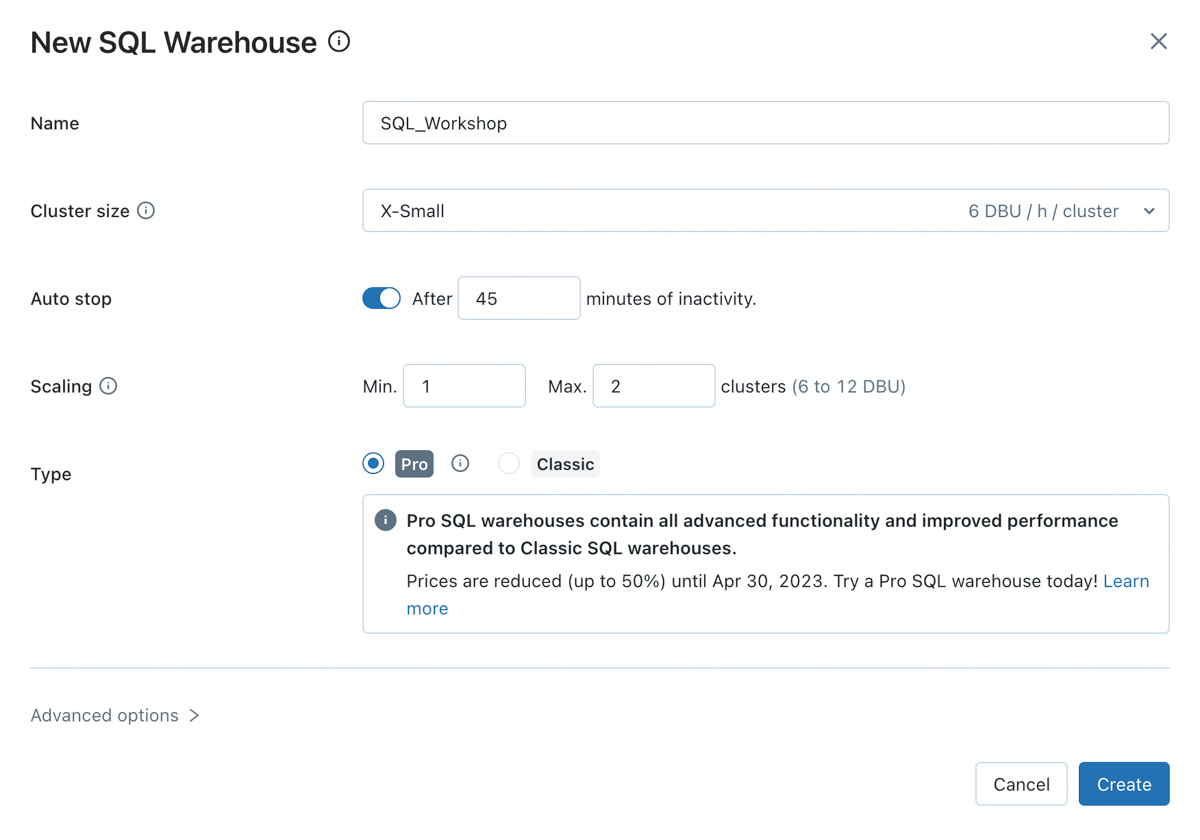 New SQL Warehouse
Name
SQL_Workshop
Cluster size
X-Small
6 DBU / h / cluster
Auto stop
After 45 minutes of inactivity.
Scaling
Min. 1 Max. 2 clusters (6 to 12 DBU)
Type
Pro Classic
Pro SQL warehouses contain all advanced functionality and improved performance
compared to Classic SQL warehouses.
Prices are reduced (up to 50%) until Apr 30, 2023. Try a Pro SQL warehouse today! Learn
more
Advanced options
Cancel
Create